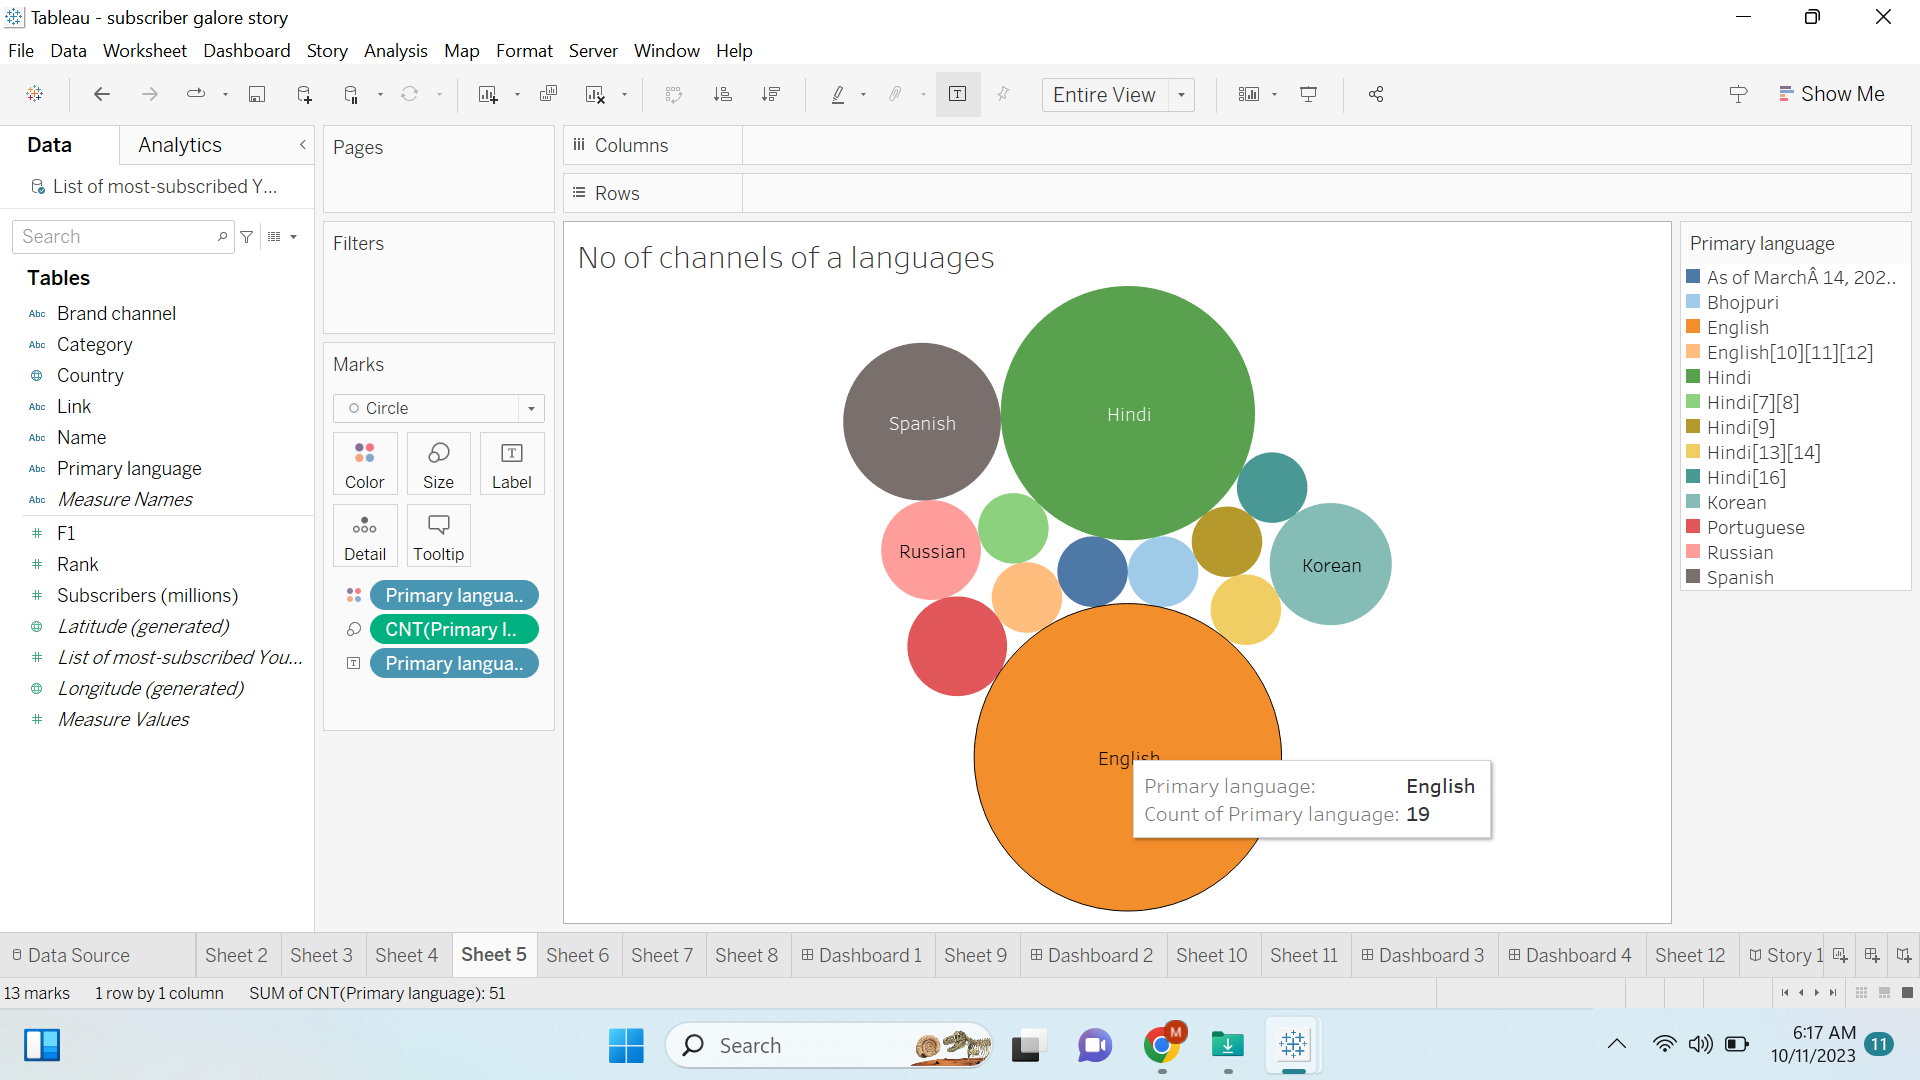 Tableau - subscriber galore story
File Data Worksheet Dashboard Story Analysis Map Format Server Window Help
Entire View
Show Me
Data
Analytics
Pages
Columns
List of most-subscribed Y...
Rows
Search
Filters
No of channels of a languages
Primary language
Tables
As of MarchÂ 14, 202..
Bhojpuri
English
English[10][11][12]
Hindi
Hindi[7][8]
Hindi[9]
Hindi[13][14]
Hindi[16]
Korean
Portuguese
Russian
Spanish
Abc Brand channel
Abc Category
Country
Abc Link
Abc Name
Abc Primary language
Abc Measure Names
# F1
# Rank
# Subscribers (millions)
Latitude (generated)
# List of most-subscribed You...
Longitude (generated)
# Measure Values
Marks
Circle
Color
Size
Label
Detail
Tooltip
Primary langua..
CNT(Primary l..
Primary langua..
Hindi
Spanish
Russian
Korean
English
Primary language: English
Count of Primary language: 19
Data Source Sheet 2 Sheet 3 Sheet 4 Sheet 5 Sheet 6 Sheet 7 Sheet 8 Dashboard 1 Sheet 9 Dashboard 2 Sheet 10 Sheet 11 Dashboard 3 Dashboard 4 Sheet 12 Story 1
13 marks 1 row by 1 column SUM of CNT(Primary language): 51
Search
M
6:17 AM
10/11/2023
11